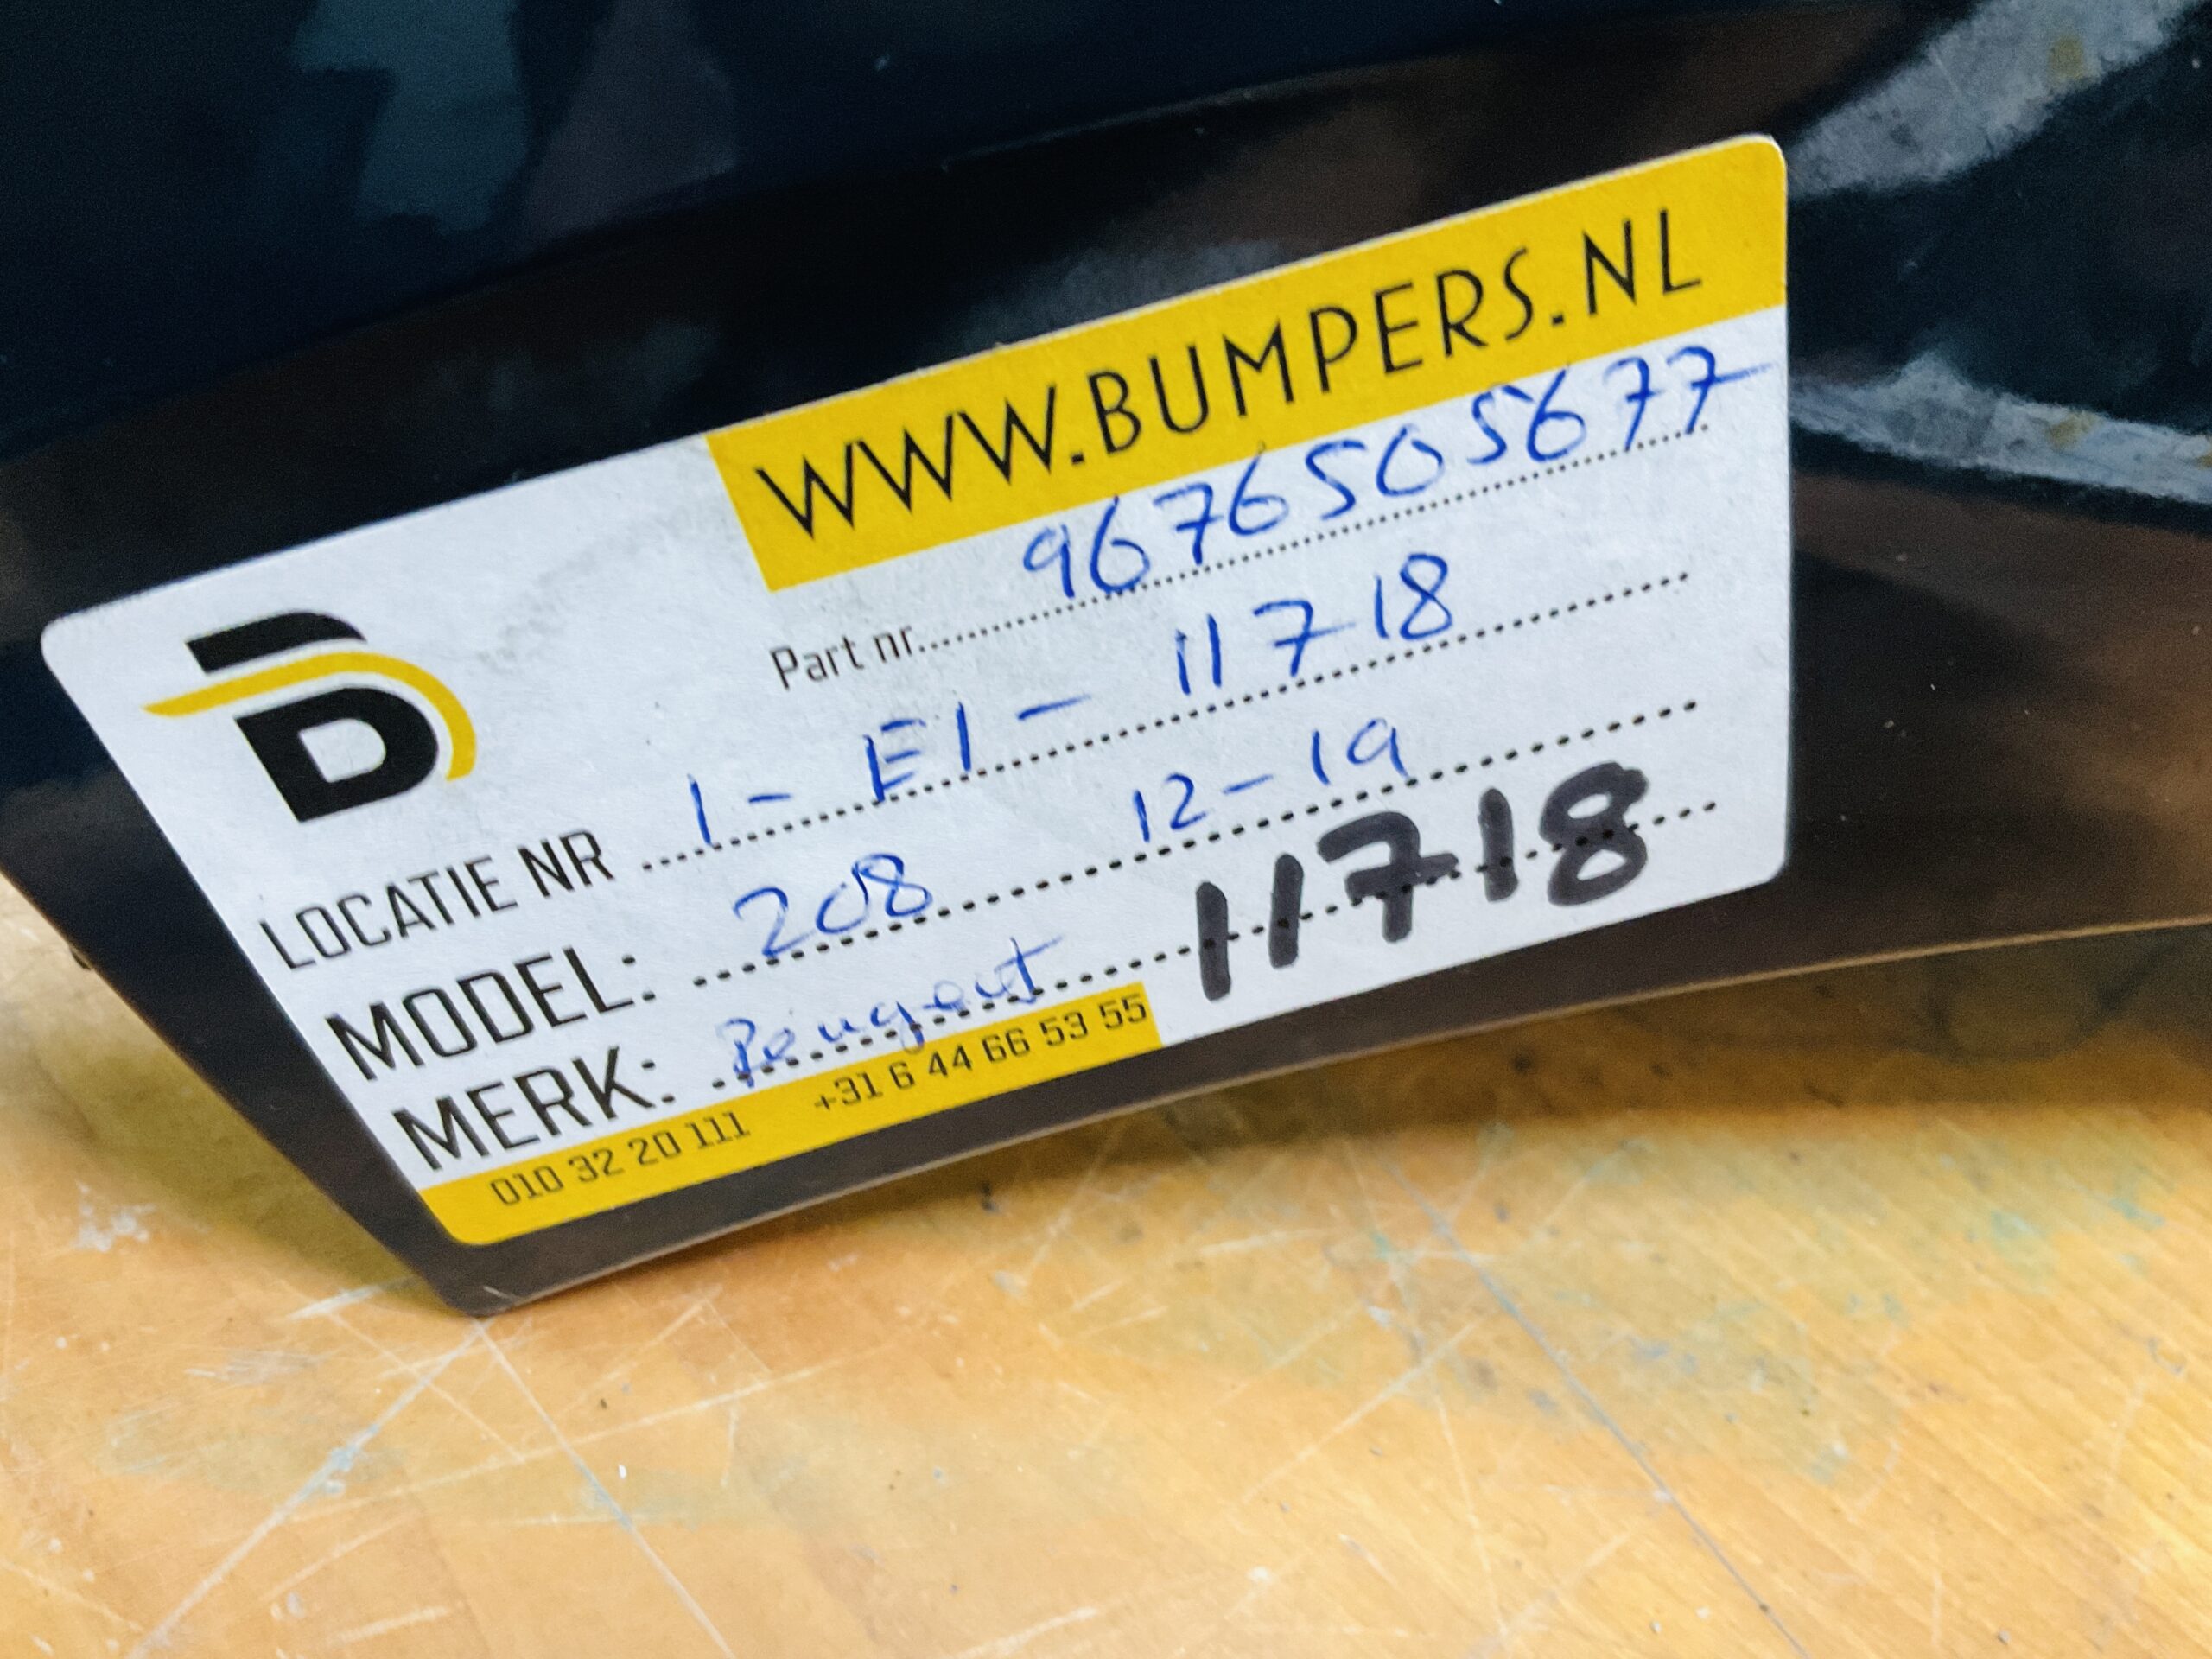 WWW.BUMPERS.NL
Part nr. 9676505677
LOCATIE NR 1 - E1 - 11718
MODEL: 208 12-19
MERK: Peugeot 11718
010 32 20 111 +31 6 44 66 53 55